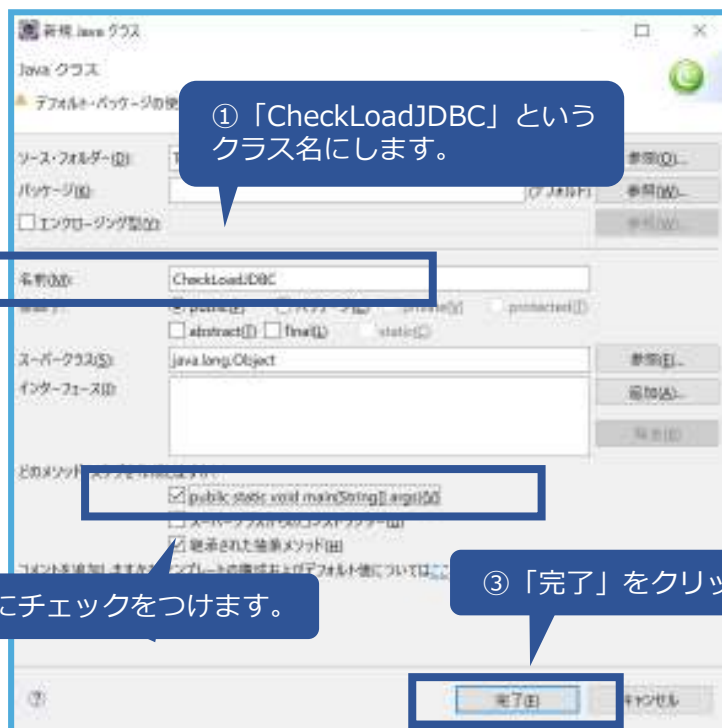 新規 Java クラス
Java クラス
デフォルト・パッケージの使
①「CheckLoadJDBC」という
クラス名にします。
ソース・フォルダー(D):
参照(O)...
パッケージ(K):
(デフォルト)
参照(W)...
エンクロージング型(Y):
名前(M):
CheckLoadJDBC
protected(T)
abstract(T)
final(L)
static(C)
スーパークラス(S):
java.lang.Object
参照(E)...
インターフェース(I):
追加(A)...
public static void main(String[] args)(V)
継承された抽象メソッド(H)
にチェックをつけます。
③「完了」をクリッ
完了(F)
キャンセル